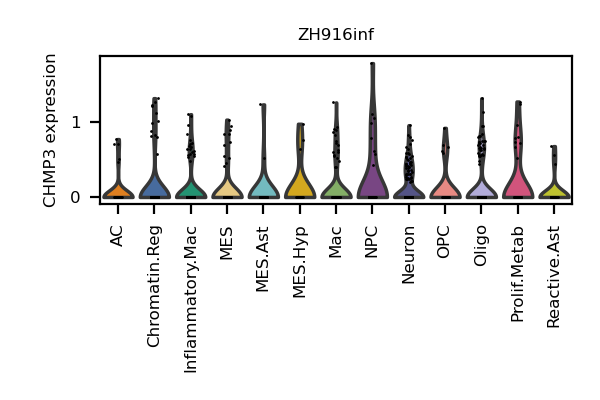 ZH916inf
CHMP3 expression
1
0
AC
Chromatin.Reg
Inflammatory.Mac
MES
MES.Ast
MES.Hyp
Mac
NPC
Neuron
OPC
Oligo
Prolif.Metab
Reactive.Ast